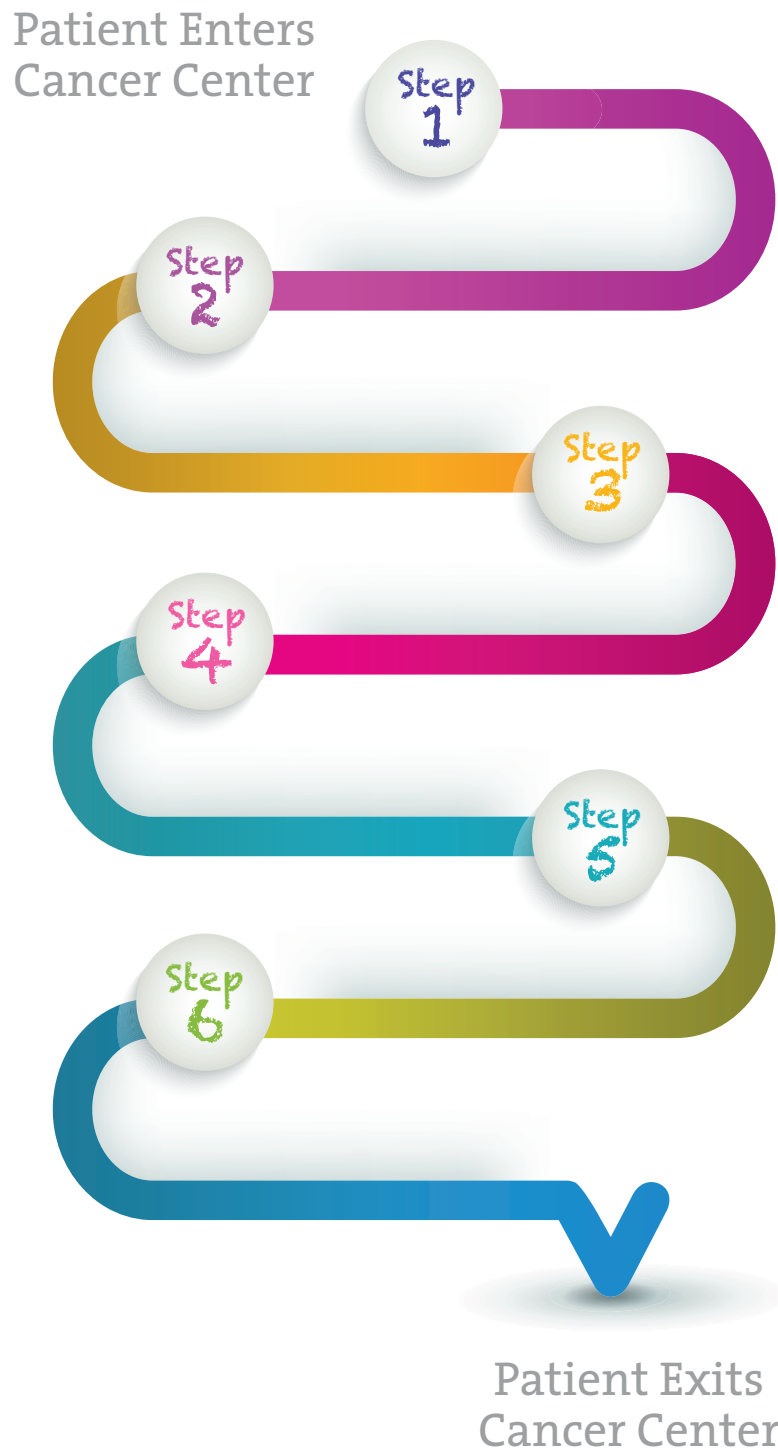 Patient Enters
Cancer Center
Step
1
Step
2
Step
3
Step
4
Step
5
Step
6
Patient Exits
Cancer Center